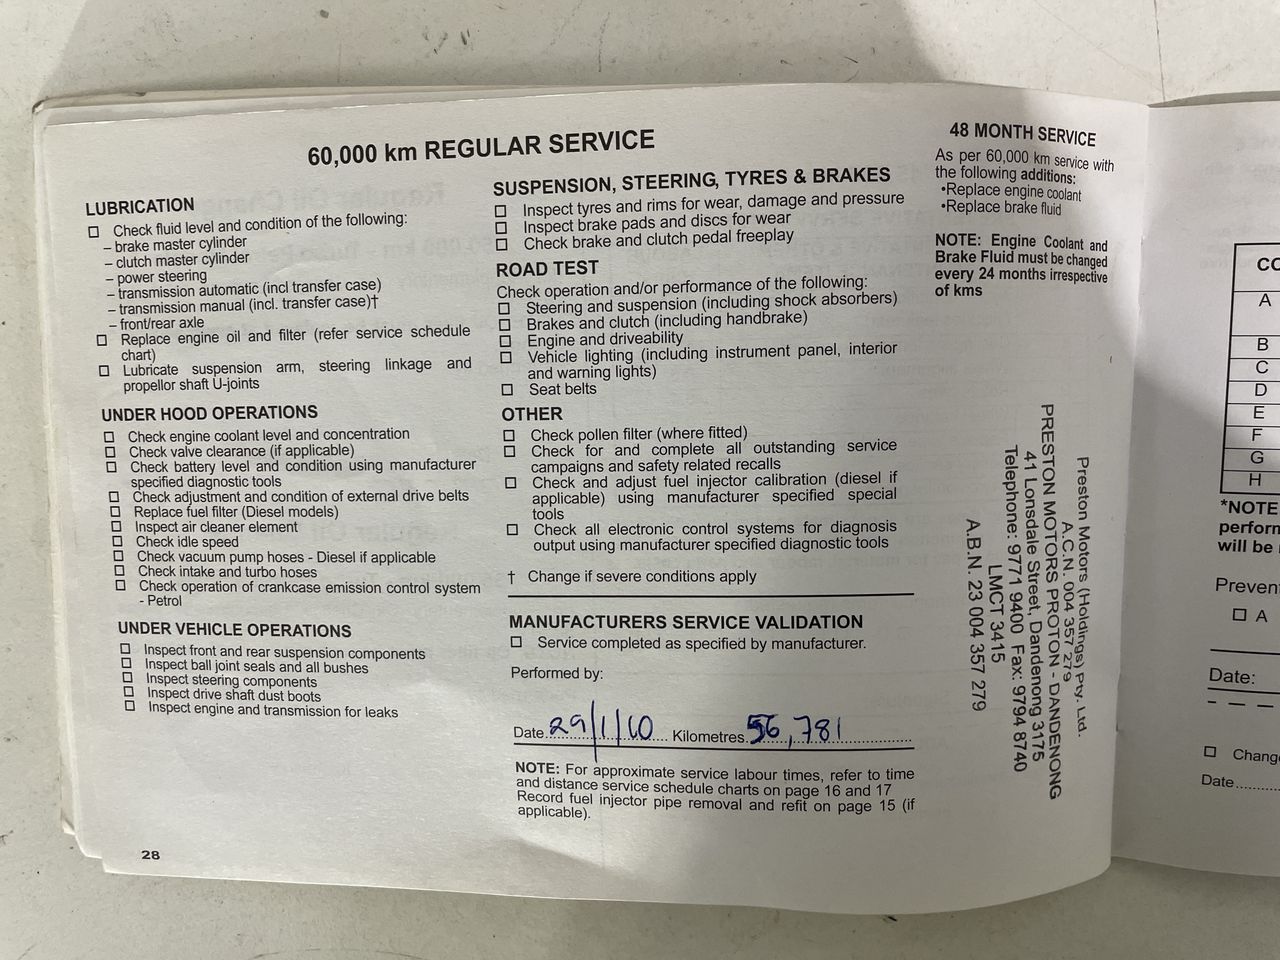 60,000 km REGULAR SERVICE
LUBRICATION
☐ Check fluid level and condition of the following:
– brake master cylinder
– clutch master cylinder
– power steering
– transmission automatic (incl transfer case)
– transmission manual (incl. transfer case)†
– front/rear axle
☐ Replace engine oil and filter (refer service schedule
chart)
☐ Lubricate suspension arm, steering linkage and
propellor shaft U-joints
UNDER HOOD OPERATIONS
☐ Check engine coolant level and concentration
☐ Check valve clearance (if applicable)
☐ Check battery level and condition using manufacturer
specified diagnostic tools
☐ Check adjustment and condition of external drive belts
☐ Replace fuel filter (Diesel models)
☐ Inspect air cleaner element
☐ Check idle speed
☐ Check vacuum pump hoses - Diesel if applicable
☐ Check intake and turbo hoses
☐ Check operation of crankcase emission control system
- Petrol
UNDER VEHICLE OPERATIONS
☐ Inspect front and rear suspension components
☐ Inspect ball joint seals and all bushes
☐ Inspect steering components
☐ Inspect drive shaft dust boots
☐ Inspect engine and transmission for leaks
28
SUSPENSION, STEERING, TYRES & BRAKES
☐ Inspect tyres and rims for wear, damage and pressure
☐ Inspect brake pads and discs for wear
☐ Check brake and clutch pedal freeplay
ROAD TEST
Check operation and/or performance of the following:
☐ Steering and suspension (including shock absorbers)
☐ Brakes and clutch (including handbrake)
☐ Engine and driveability
☐ Vehicle lighting (including instrument panel, interior
and warning lights)
☐ Seat belts
OTHER
☐ Check pollen filter (where fitted)
☐ Check for and complete all outstanding service
campaigns and safety related recalls
☐ Check and adjust fuel injector calibration (diesel if
applicable) using manufacturer specified special
tools
☐ Check all electronic control systems for diagnosis
output using manufacturer specified diagnostic tools
† Change if severe conditions apply
MANUFACTURERS SERVICE VALIDATION
☐ Service completed as specified by manufacturer.
Performed by:
Date 29/1/10 Kilometres 56,781
NOTE: For approximate service labour times, refer to time
and distance service schedule charts on page 16 and 17
Record fuel injector pipe removal and refit on page 15 (if
applicable).
48 MONTH SERVICE
As per 60,000 km service with
the following additions:
•Replace engine coolant
•Replace brake fluid
NOTE: Engine Coolant and
Brake Fluid must be changed
every 24 months irrespective
of kms
Preston Motors (Holdings) Pty. Ltd.
A.C.N. 004 357 279
PRESTON MOTORS PROTON - DANDENONG
41 Lonsdale Street, Dandenong 3175
Telephone: 9771 9400 Fax: 9794 8740
LMCT 3415
A.B.N. 23 004 357 279
A
B
C
D
E
F
G
H
*NOTE
will be
☐ A
Date:
Date